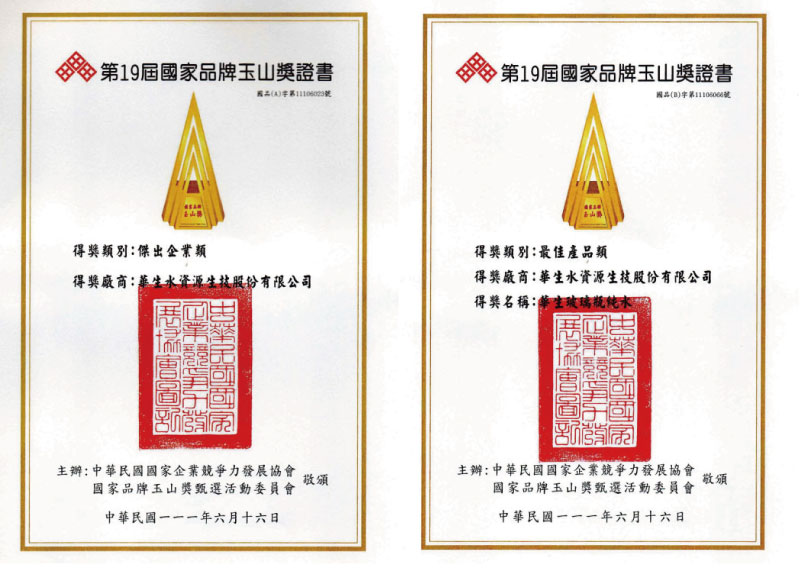 第19屆國家品牌玉山獎證書
國品(A)字第11106023號
國家品牌
玉山獎
得獎類別:傑出企業類
得獎廠商:華生水資源生技股份有限公司
中華民國國家
企業競爭力發
展協會圖記
主辦:中華民國國家企業競爭力發展協會
國家品牌玉山獎甄選活動委員會
敬頒
中華民國一一一年六月十六日
第19屆國家品牌玉山獎證書
國品(B)字第11106066號
國家品牌
玉山獎
得獎類別:最佳產品類
得獎廠商:華生水資源生技股份有限公司
得獎名稱:華生玻璃瓶純水
中華民國國家
企業競爭力發
展協會圖記
主辦:中華民國國家企業競爭力發展協會
國家品牌玉山獎甄選活動委員會
敬頒
中華民國一一一年六月十六日